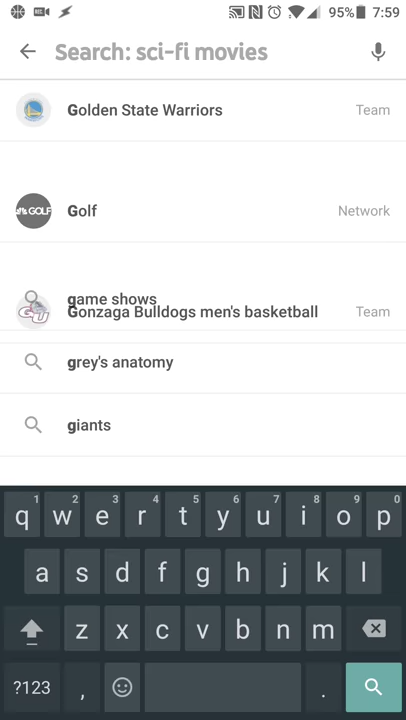 95% 7:59
Search: sci-fi movies
Golden State Warriors Team
GOLF Golf Network
game shows
GU Gonzaga Bulldogs men's basketball Team
grey's anatomy
giants
1 2 3 4 5 6 7 8 9 0
q w e r t y u i o p
a s d f g h j k l
z x c v b n m
?123 , .